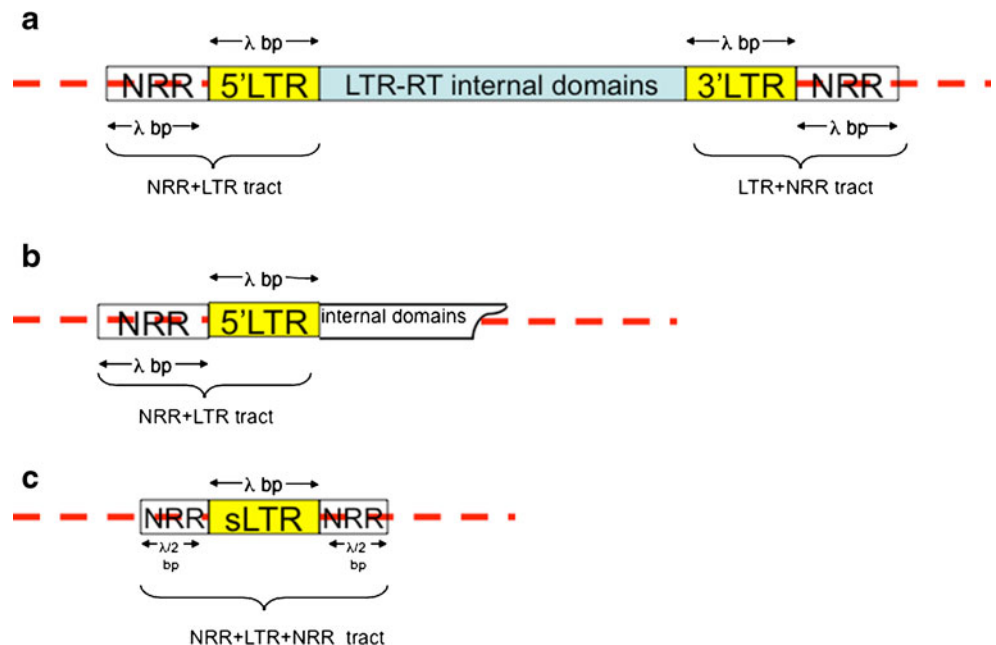 a
λ bp λ bp
NRR 5'LTR LTR-RT internal domains 3'LTR NRR
λ bp λ bp
NRR+LTR tract LTR+NRR tract
b
λ bp
NRR 5'LTR internal domains
λ bp
NRR+LTR tract
c
λ bp
NRR sLTR NRR
λ/2 λ/2
bp bp
NRR+LTR+NRR tract